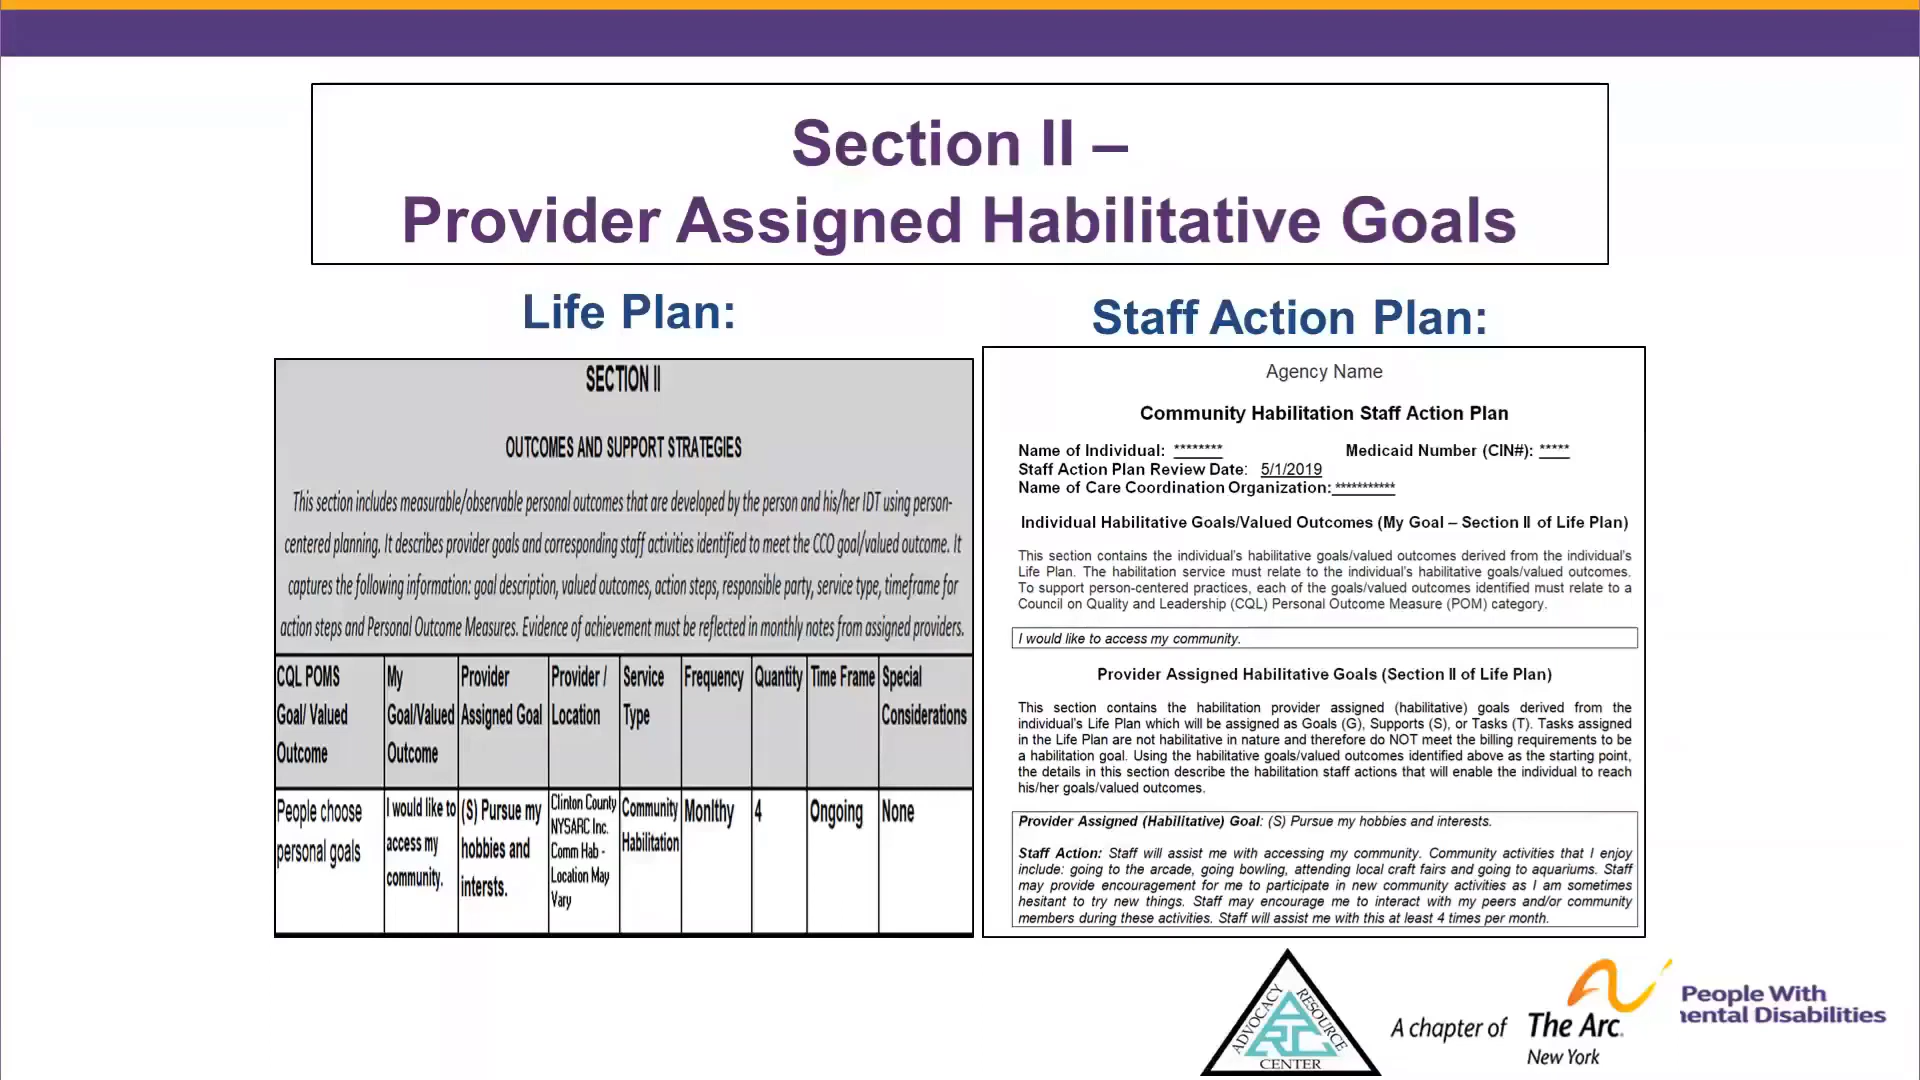 Section II –
Provider Assigned Habilitative Goals
Life Plan:
SECTION II
OUTCOMES AND SUPPORT STRATEGIES
This section includes measurable/observable personal outcomes that are developed by the person and his/her IDT using person-
centered planning. It describes provider goals and corresponding staff activities identified to meet the CCO goal/valued outcome. It
captures the following information: goal description, valued outcomes, action steps, responsible party, service type, timeframe for
action steps and Personal Outcome Measures. Evidence of achievement must be reflected in monthly notes from assigned providers.
CQL POMS
Goal/ Valued
Outcome
My
Goal/Valued
Outcome
Provider
Assigned Goal
Provider /
Location
Service
Type
Frequency
Quantity
Time Frame
Special
Considerations
People choose
personal goals
I would like to
access my
community.
(S) Pursue my
hobbies and
intersts.
Clinton County
NYSARC Inc.
Comm Hab -
Location May
Vary
Community
Habilitation
Monlthy
4
Ongoing
None
Staff Action Plan:
Agency Name
Community Habilitation Staff Action Plan
Name of Individual: ******** Medicaid Number (CIN#): *****
Staff Action Plan Review Date: 5/1/2019
Name of Care Coordination Organization: ***********
Individual Habilitative Goals/Valued Outcomes (My Goal – Section II of Life Plan)
This section contains the individual's habilitative goals/valued outcomes derived from the individual's
Life Plan. The habilitation service must relate to the individual's habilitative goals/valued outcomes.
To support person-centered practices, each of the goals/valued outcomes identified must relate to a
Council on Quality and Leadership (CQL) Personal Outcome Measure (POM) category.
I would like to access my community.
Provider Assigned Habilitative Goals (Section II of Life Plan)
This section contains the habilitation provider assigned (habilitative) goals derived from the
individual's Life Plan which will be assigned as Goals (G), Supports (S), or Tasks (T). Tasks assigned
in the Life Plan are not habilitative in nature and therefore do NOT meet the billing requirements to be
a habilitation goal. Using the habilitative goals/valued outcomes identified above as the starting point,
the details in this section describe the habilitation staff actions that will enable the individual to reach
his/her goals/valued outcomes.
Provider Assigned (Habilitative) Goal: (S) Pursue my hobbies and interests.
Staff Action: Staff will assist me with accessing my community. Community activities that I enjoy
include: going to the arcade, going bowling, attending local craft fairs and going to aquariums. Staff
may provide encouragement for me to participate in new community activities as I am sometimes
hesitant to try new things. Staff may encourage me to interact with my peers and/or community
members during these activities. Staff will assist me with this at least 4 times per month.
ADVOCACY
RESOURCE
CENTER
ARC
A chapter of
The Arc.
New York
People With
mental Disabilities